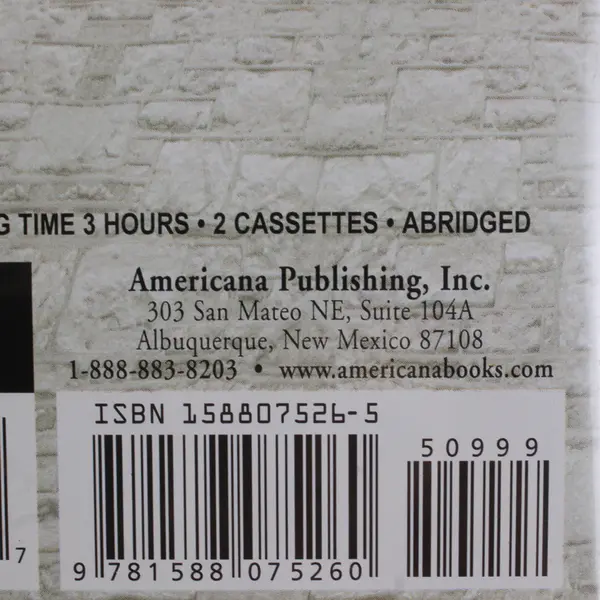 G TIME 3 HOURS • 2 CASSETTES • ABRIDGED
Americana Publishing, Inc.
303 San Mateo NE, Suite 104A
Albuquerque, New Mexico 87108
1-888-883-8203 • www.americanabooks.com
ISBN 158807526-5
50999
9 781588 075260
7